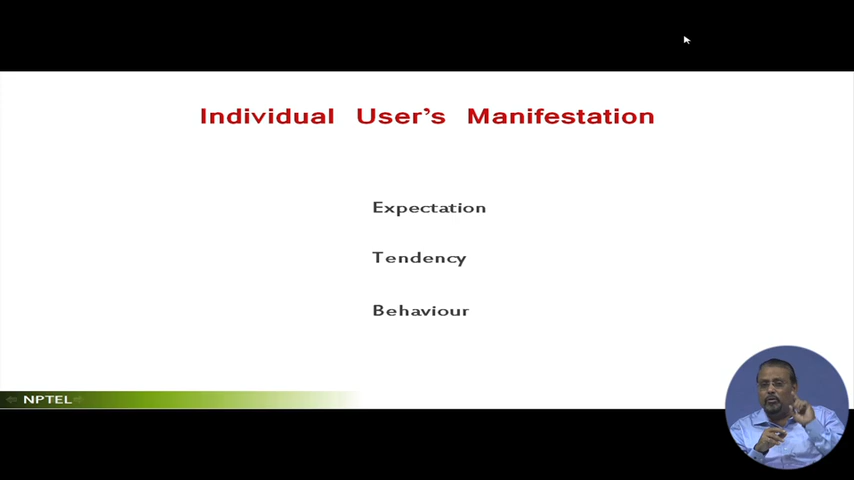 Individual User's Manifestation
Expectation
Tendency
Behaviour
NPTEL